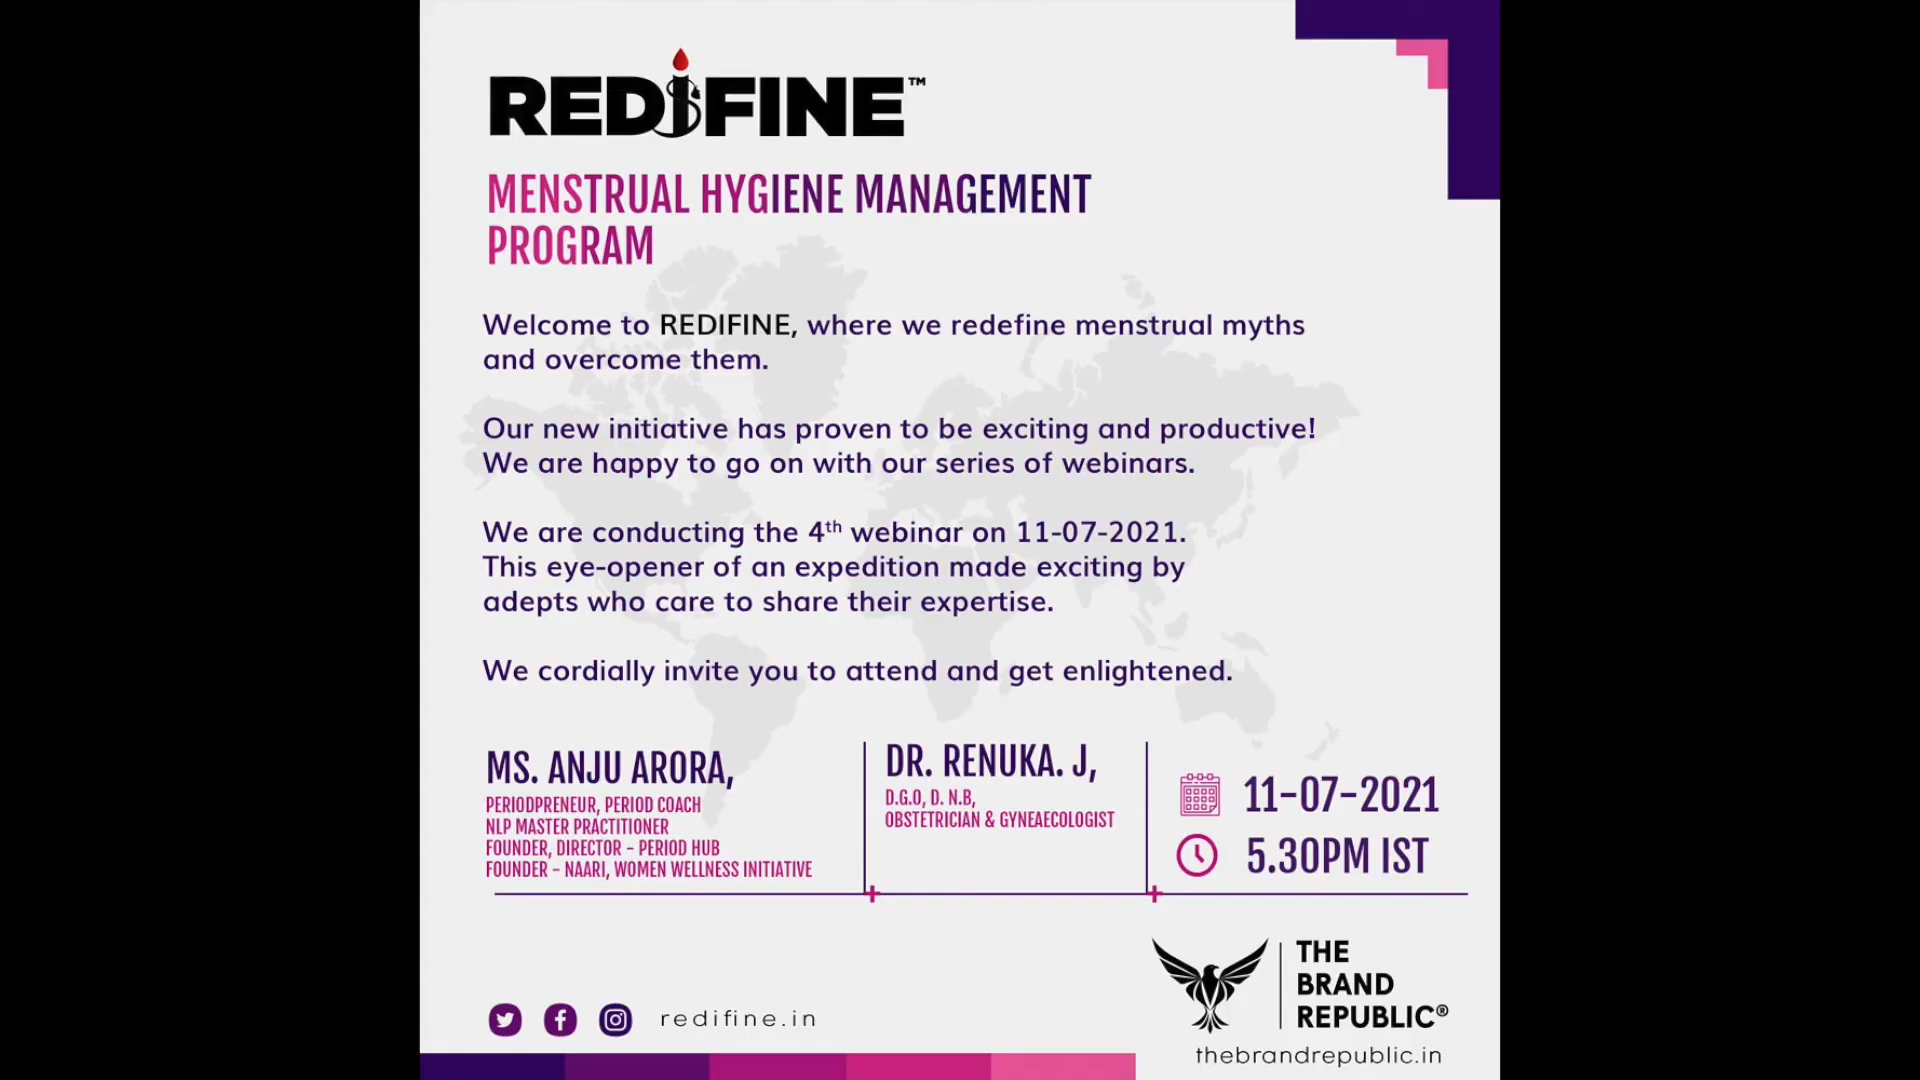 REDIFINE™
MENSTRUAL HYGIENE MANAGEMENT
PROGRAM
Welcome to REDIFINE, where we redefine menstrual myths
and overcome them.
Our new initiative has proven to be exciting and productive!
We are happy to go on with our series of webinars.
We are conducting the 4th webinar on 11-07-2021.
This eye-opener of an expedition made exciting by
adepts who care to share their expertise.
We cordially invite you to attend and get enlightened.
MS. ANJU ARORA,
PERIODPRENEUR, PERIOD COACH
NLP MASTER PRACTITIONER
FOUNDER, DIRECTOR - PERIOD HUB
FOUNDER - NAARI, WOMEN WELLNESS INITIATIVE
DR. RENUKA. J,
D.G.O, D. N.B,
OBSTETRICIAN & GYNEAECOLOGIST
11-07-2021
5.30PM IST
redifine.in
THE
BRAND
REPUBLIC®
thebrandrepublic.in